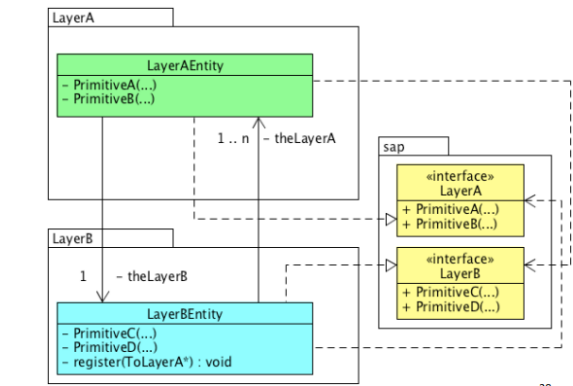 LayerA
LayerAEntity
- PrimitiveA(...)
- PrimitiveB(...)
1 .. n
- theLayerA
sap
«interface»
LayerA
+ PrimitiveA(...)
+ PrimitiveB(...)
LayerB
1
- theLayerB
«interface»
LayerB
+ PrimitiveC(...)
+ PrimitiveD(...)
LayerBEntity
- PrimitiveC(...)
- PrimitiveD(...)
- register(ToLayerA*) : void